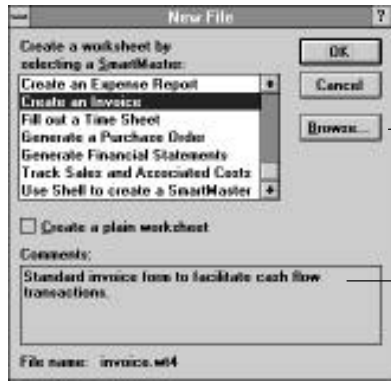 New File
?
Create a worksheet by
selecting a SmartMaster:
OK
Create an Expense Report
Cancel
Create an Invoice
Fill out a Time Sheet
Browse...
Generate a Purchase Order
Generate Financial Statements
Track Sales and Associated Costs
Use Shell to create a SmartMaster
Create a plain worksheet
Comments:
Standard invoice form to facilitate cash flow
transactions.
File name: invoice.wt4